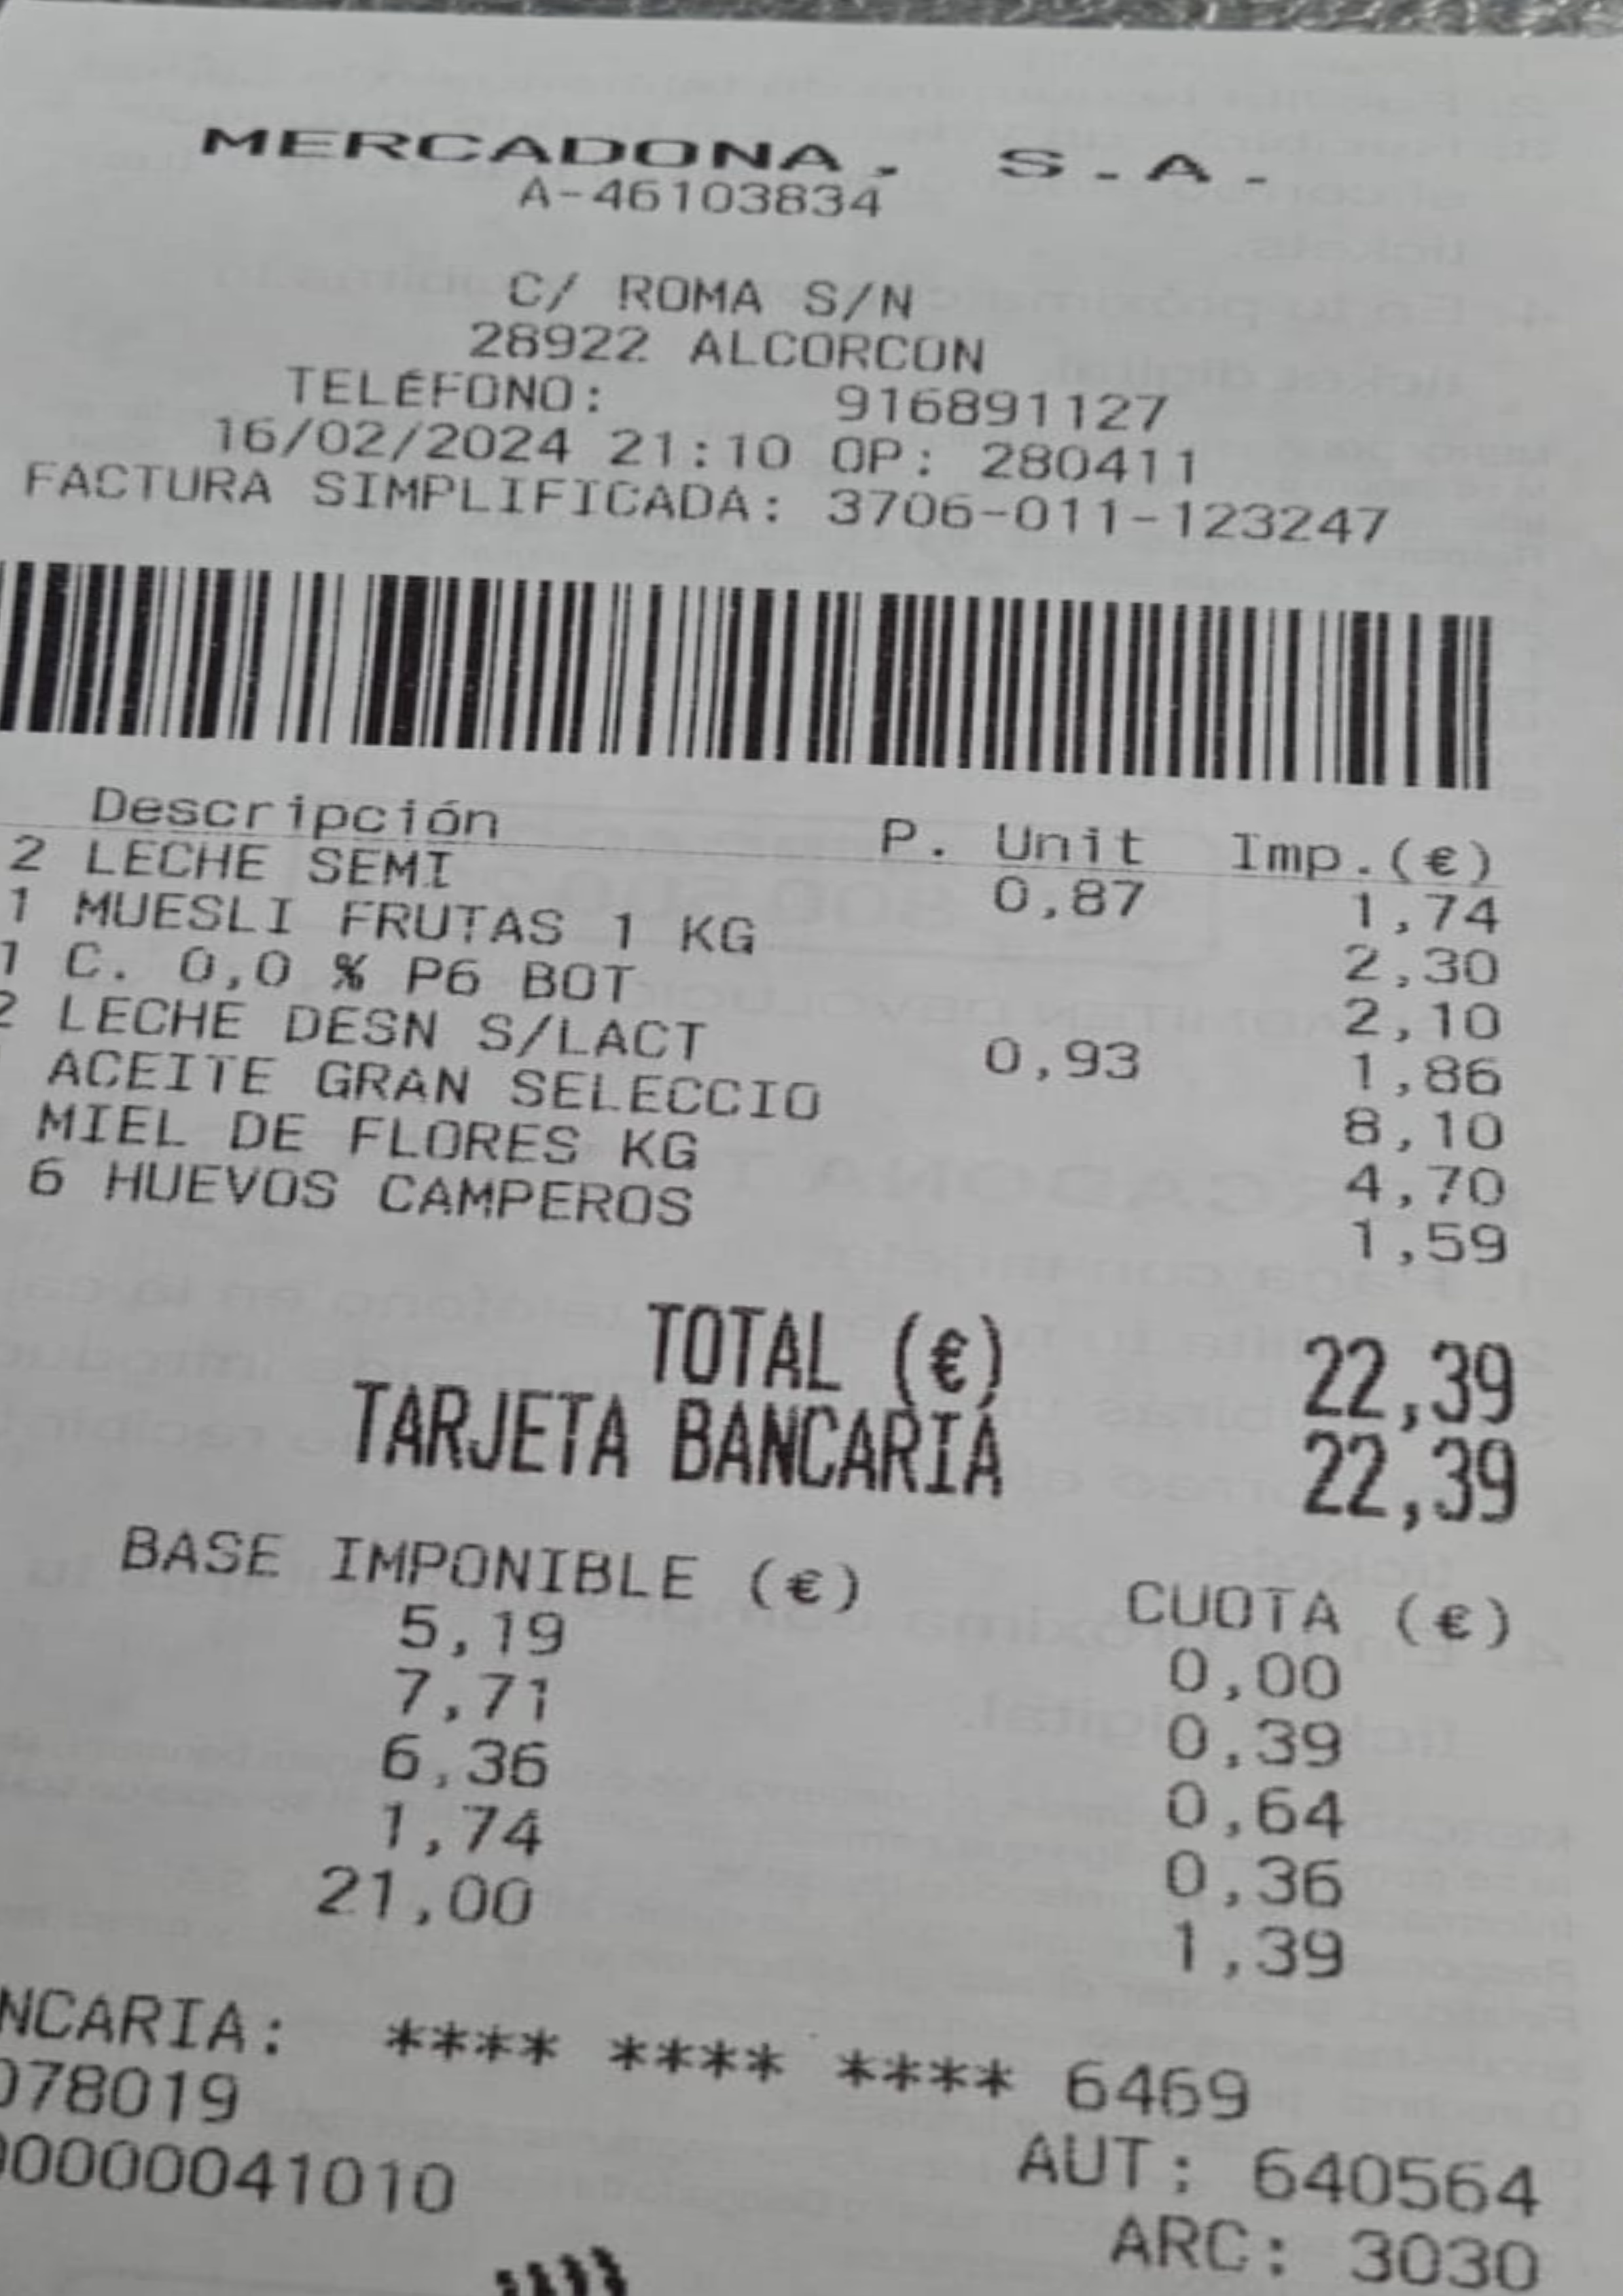 MERCADONA, S.A.
A-46103834
C/ ROMA S/N
28922 ALCORCON
TELÉFONO: 916891127
16/02/2024 21:10 OP: 280411
FACTURA SIMPLIFICADA: 3706-011-123247
Descripción P. Unit Imp.(€)
2 LECHE SEMI 0,87 1,74
1 MUESLI FRUTAS 1 KG 2,30
1 C. 0,0 % P6 BOT 2,10
2 LECHE DESN S/LACT 0,93 1,86
ACEITE GRAN SELECCIO 8,10
MIEL DE FLORES KG 4,70
6 HUEVOS CAMPEROS 1,59
TOTAL (€) 22,39
TARJETA BANCARIA 22,39
BASE IMPONIBLE (€) CUOTA (€)
5,19 0,00
7,71 0,39
6,36 0,64
1,74 0,36
21,00 1,39
NCARIA: **** **** **** 6469
078019 AUT: 640564
00000041010 ARC: 3030